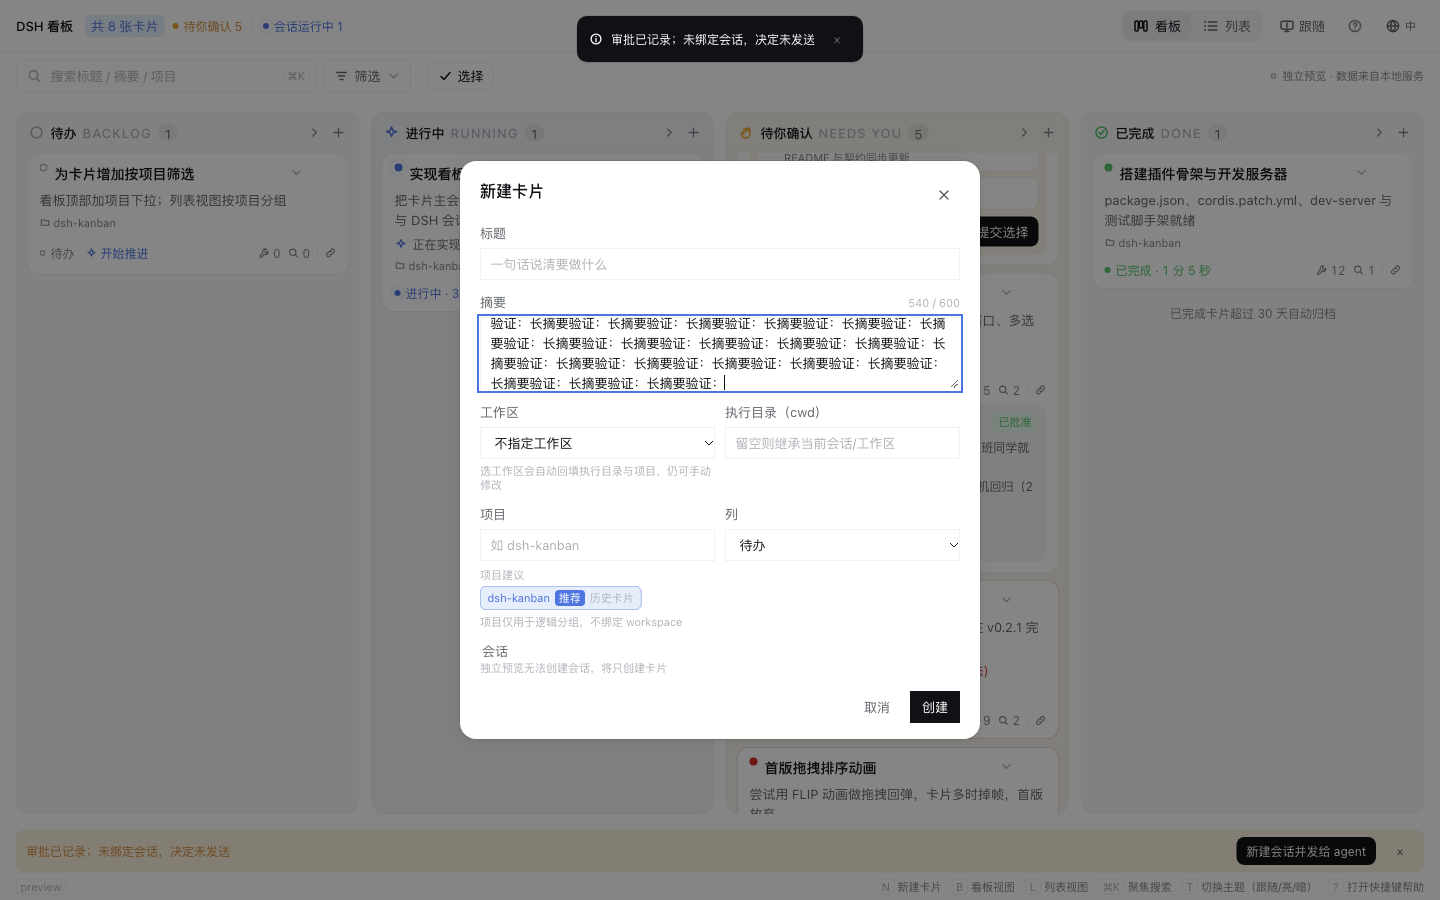 DSH 看板
共 8 张卡片
待你确认 5
会话运行中 1
审批已记录；未绑定会话，决定未发送 ×
看板
列表
跟随
中
搜索标题 / 摘要 / 项目
⌘K
筛选
选择
独立预览 · 数据来自本地服务
待办 BACKLOG 1
为卡片增加按项目筛选
看板顶部加项目下拉；列表视图按项目分组
dsh-kanban
待办
开始推进
0
0
进行中 RUNNING 1
实现看板
把卡片主会
与 DSH 会话
正在实现
dsh-kanba
进行中 · 3
待你确认 NEEDS YOU 5
README 与契约同步更新
提交选择
口、多选
5
2
已批准
班同学就
机回归（2
v0.2.1 完
9
2
首版拖拽排序动画
尝试用 FLIP 动画做拖拽回弹，卡片多时掉帧，首版
已完成 DONE 1
搭建插件骨架与开发服务器
package.json、cordis.patch.yml、dev-server 与
测试脚手架就绪
dsh-kanban
已完成 · 1 分 5 秒
12
1
已完成卡片超过 30 天自动归档
新建卡片
标题
一句话说清要做什么
摘要
540 / 600
验证：长摘要验证：长摘要验证：长摘要验证：长摘要验证：长摘要验证：长摘
要验证：长摘要验证：长摘要验证：长摘要验证：长摘要验证：长摘要验证：长
摘要验证：长摘要验证：长摘要验证：长摘要验证：长摘要验证：长摘要验证：
长摘要验证：长摘要验证：长摘要验证：
工作区
执行目录（cwd）
不指定工作区
留空则继承当前会话/工作区
选工作区会自动回填执行目录与项目，仍可手动
修改
项目
列
如 dsh-kanban
待办
项目建议
dsh-kanban 推荐 历史卡片
项目仅用于逻辑分组，不绑定 workspace
会话
独立预览无法创建会话，将只创建卡片
取消
创建
审批已记录；未绑定会话，决定未发送
新建会话并发给 agent
×
preview
N 新建卡片
B 看板视图
L 列表视图
⌘K 聚焦搜索
T 切换主题（跟随/亮/暗）
? 打开快捷键帮助